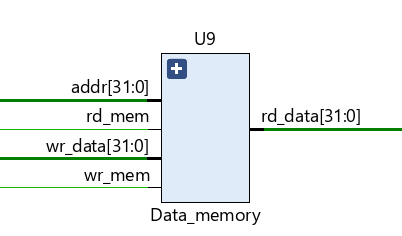 U9
addr[31:0]
rd_mem
rd_data[31:0]
wr_data[31:0]
wr_mem
Data_memory